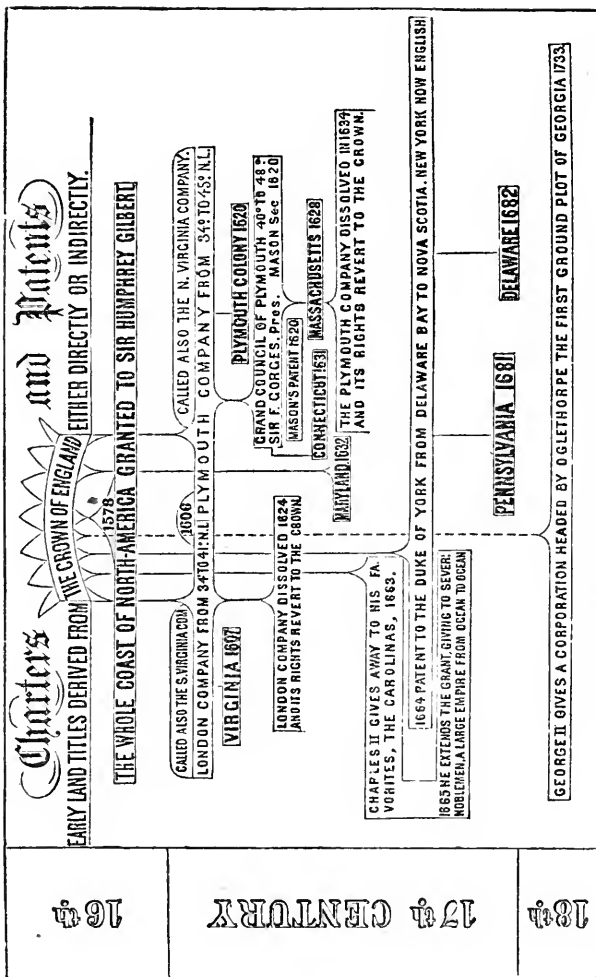 Charters and Patents
EARLY LAND TITLES DERIVED FROM THE CROWN OF ENGLAND EITHER DIRECTLY OR INDIRECTLY.
1578
THE WHOLE COAST OF NORTH-AMERICA GRANTED TO SIR HUMPHREY GILBERT
1606
CALLED ALSO THE S. VIRGINIA COM
CALLED ALSO THE N. VIRGINIA COMPANY.
LONDON COMPANY FROM 34º TO 41º N.L
PLYMOUTH COMPANY FROM 34º TO 45º N.L.
VIRGINIA 1607
PLYMOUTH COLONY 1620
LONDON COMPANY DISSOLVED 1624
AND ITS RIGHTS REVERT TO THE CROWN.
GRAND COUNCIL OF PLYMOUTH 40º TO 48º
SIR F. GORGES, Pres. MASON Sec 1620
MASON'S PATENT 1620
CONNECTICUT 1631
MASSACHUSETTS 1628
MARYLAND 1632
THE PLYMOUTH COMPANY DISSOLVED IN 1634
AND ITS RIGHTS REVERT TO THE CROWN.
CHARLES II GIVES AWAY TO HIS FA-
VORITES, THE CAROLINAS, 1663.
1664 PATENT TO THE DUKE OF YORK FROM DELAWARE BAY TO NOVA SCOTIA. NEW YORK NOW ENGLISH
1665 HE EXTENDS THE GRANT, GIVING TO SEVER:
NOBLEMEN, A LARGE EMPIRE FROM OCEAN TO OCEAN
PENNSYLVANIA 1681
DELAWARE 1682
GEORGE II GIVES A CORPORATION HEADED BY OGLETHORPE THE FIRST GROUND PLOT OF GEORGIA 1733.
16th
17th CENTURY
18th